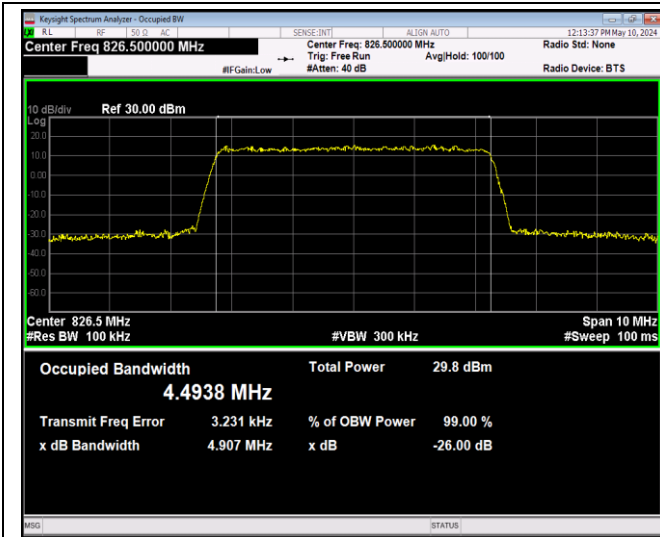 Keysight Spectrum Analyzer - Occupied BW
RL RF 50 Ω AC SENSE:INT ALIGN AUTO 12:13:37 PM May 10, 2024
Center Freq 826.500000 MHz Center Freq: 826.500000 MHz Radio Std: None
Trig: Free Run Avg|Hold: 100/100
#IFGain:Low #Atten: 40 dB Radio Device: BTS
10 dB/div Ref 30.00 dBm
Log
20.0
10.0
0.00
-10.0
-20.0
-30.0
-40.0
-50.0
-60.0
Center 826.5 MHz Span 10 MHz
#Res BW 100 kHz #VBW 300 kHz #Sweep 100 ms
Occupied Bandwidth Total Power 29.8 dBm
4.4938 MHz
Transmit Freq Error 3.231 kHz % of OBW Power 99.00 %
x dB Bandwidth 4.907 MHz x dB -26.00 dB
MSG STATUS